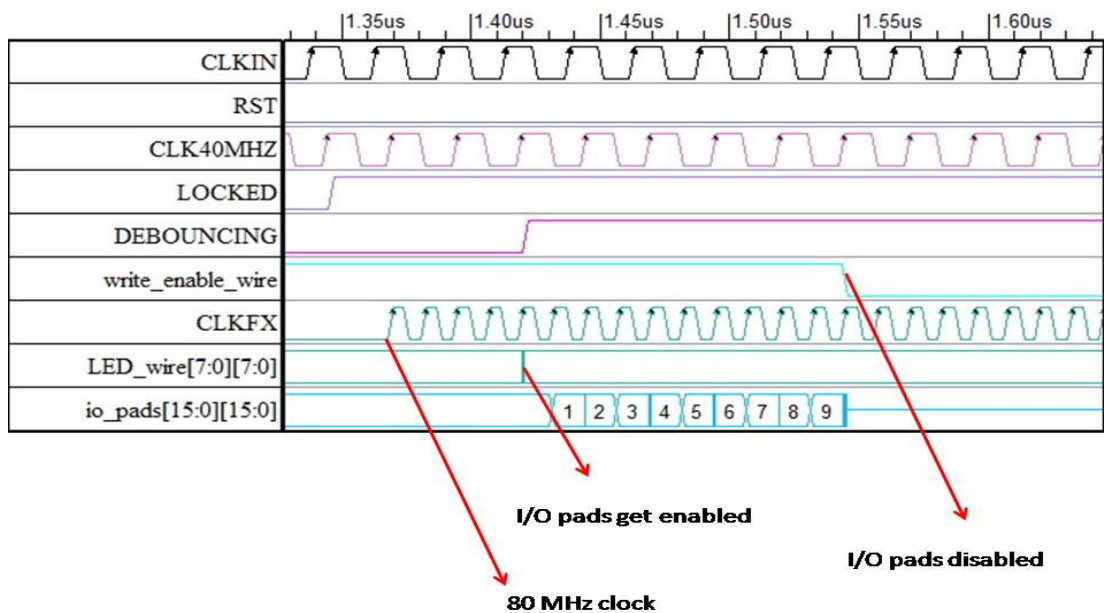 1.35us 1.40us 1.45us 1.50us 1.55us 1.60us
CLKIN
RST
CLK40MHZ
LOCKED
DEBOUNCING
write_enable_wire
CLKFX
LED_wire[7:0][7:0]
io_pads[15:0][15:0] 1 2 3 4 5 6 7 8 9
I/O pads get enabled
I/O pads disabled
80 MHz clock